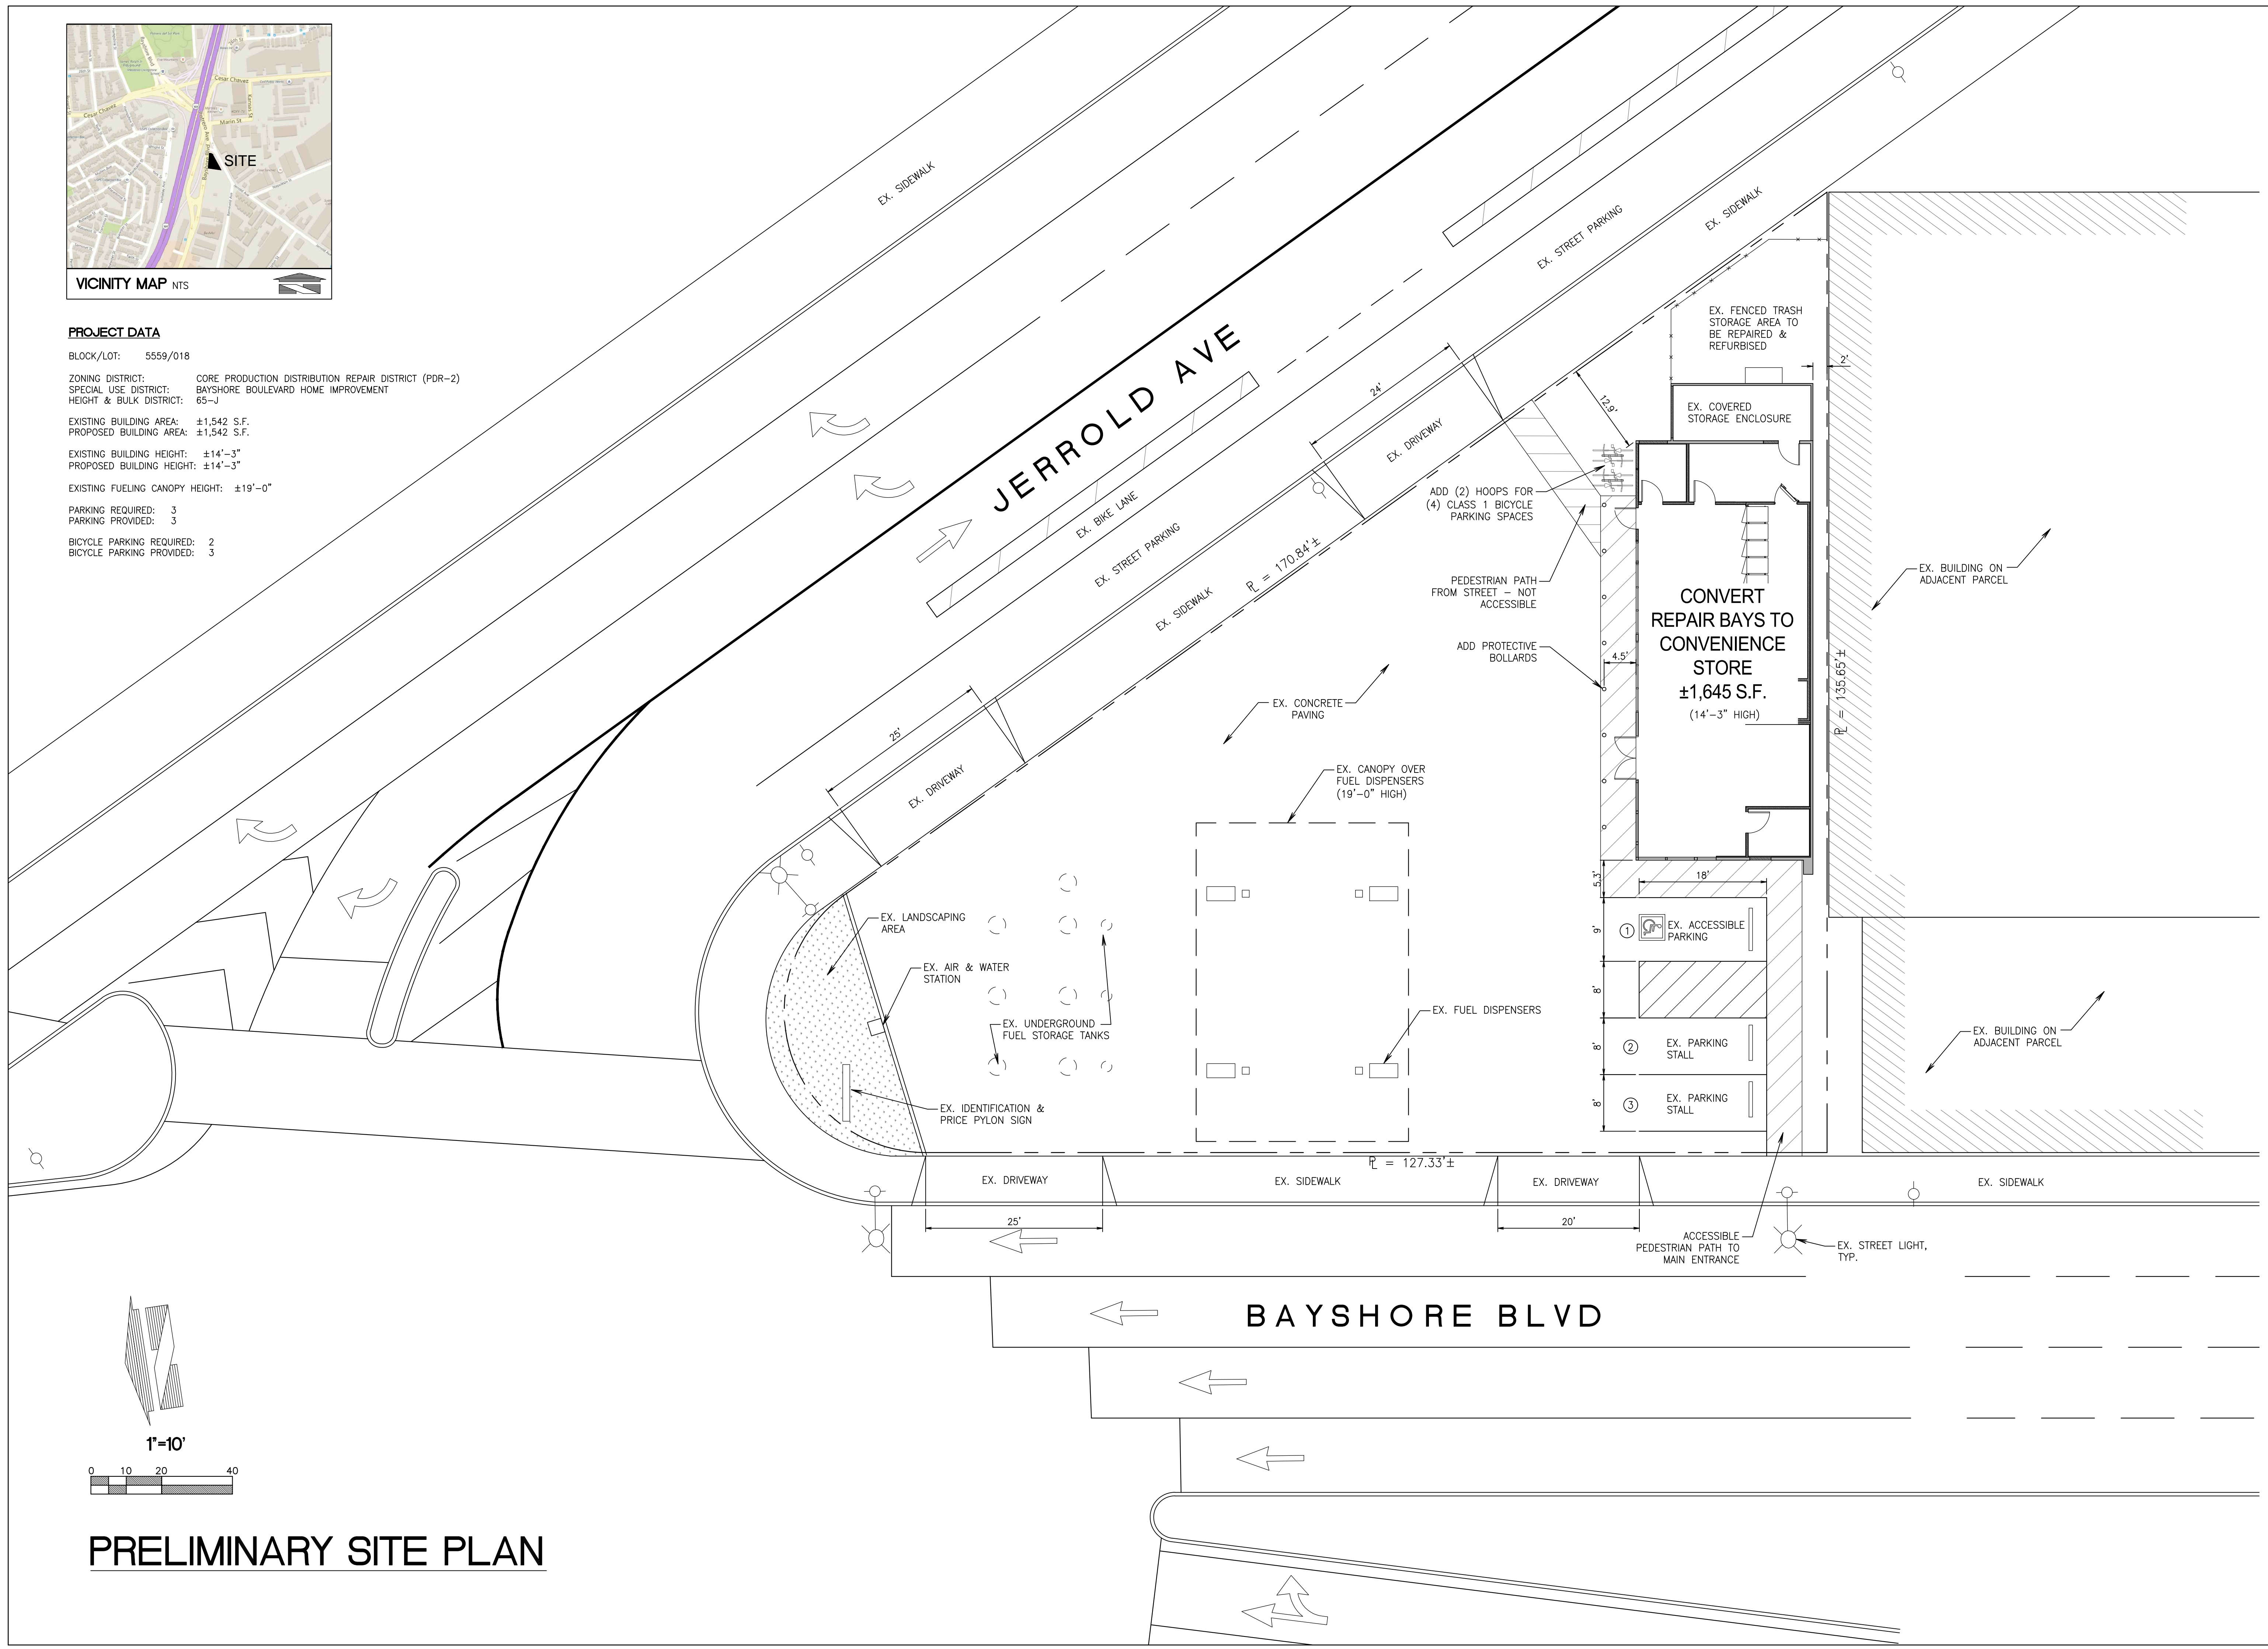 Cesar Chavez
Cesar Chavez
Marin St
Kansas St
SITE
VICINITY MAP NTS
PROJECT DATA
BLOCK/LOT: 5559/018
ZONING DISTRICT: CORE PRODUCTION DISTRIBUTION REPAIR DISTRICT (PDR-2)
SPECIAL USE DISTRICT: BAYSHORE BOULEVARD HOME IMPROVEMENT
HEIGHT & BULK DISTRICT: 65-J
EXISTING BUILDING AREA: ±1,542 S.F.
PROPOSED BUILDING AREA: ±1,542 S.F.
EXISTING BUILDING HEIGHT: ±14'-3"
PROPOSED BUILDING HEIGHT: ±14'-3"
EXISTING FUELING CANOPY HEIGHT: ±19'-0"
PARKING REQUIRED: 3
PARKING PROVIDED: 3
BICYCLE PARKING REQUIRED: 2
BICYCLE PARKING PROVIDED: 3
EX. SIDEWALK
JERROLD AVE
EX. BIKE LANE
EX. STREET PARKING
EX. SIDEWALK
EX. STREET PARKING
EX. SIDEWALK
PL = 170.84'±
24'
EX. DRIVEWAY
25'
EX. DRIVEWAY
12.9'
EX. FENCED TRASH
STORAGE AREA TO
BE REPAIRED &
REFURBISED
2'
EX. COVERED
STORAGE ENCLOSURE
ADD (2) HOOPS FOR
(4) CLASS 1 BICYCLE
PARKING SPACES
PEDESTRIAN PATH
FROM STREET – NOT
ACCESSIBLE
ADD PROTECTIVE
BOLLARDS
4.5'
CONVERT
REPAIR BAYS TO
CONVENIENCE
STORE
±1,645 S.F.
(14'-3" HIGH)
PL = 135.65'±
EX. BUILDING ON
ADJACENT PARCEL
EX. CONCRETE
PAVING
EX. CANOPY OVER
FUEL DISPENSERS
(19'-0" HIGH)
EX. LANDSCAPING
AREA
EX. AIR & WATER
STATION
EX. UNDERGROUND
FUEL STORAGE TANKS
EX. FUEL DISPENSERS
EX. IDENTIFICATION &
PRICE PYLON SIGN
5.3'
18'
9'
1
EX. ACCESSIBLE
PARKING
8'
8'
2
EX. PARKING
STALL
8'
3
EX. PARKING
STALL
EX. BUILDING ON
ADJACENT PARCEL
PL = 127.33'±
EX. DRIVEWAY
EX. SIDEWALK
EX. DRIVEWAY
EX. SIDEWALK
25'
20'
ACCESSIBLE
PEDESTRIAN PATH TO
MAIN ENTRANCE
EX. STREET LIGHT,
TYP.
BAYSHORE BLVD
1"=10'
0 10 20 40
PRELIMINARY SITE PLAN